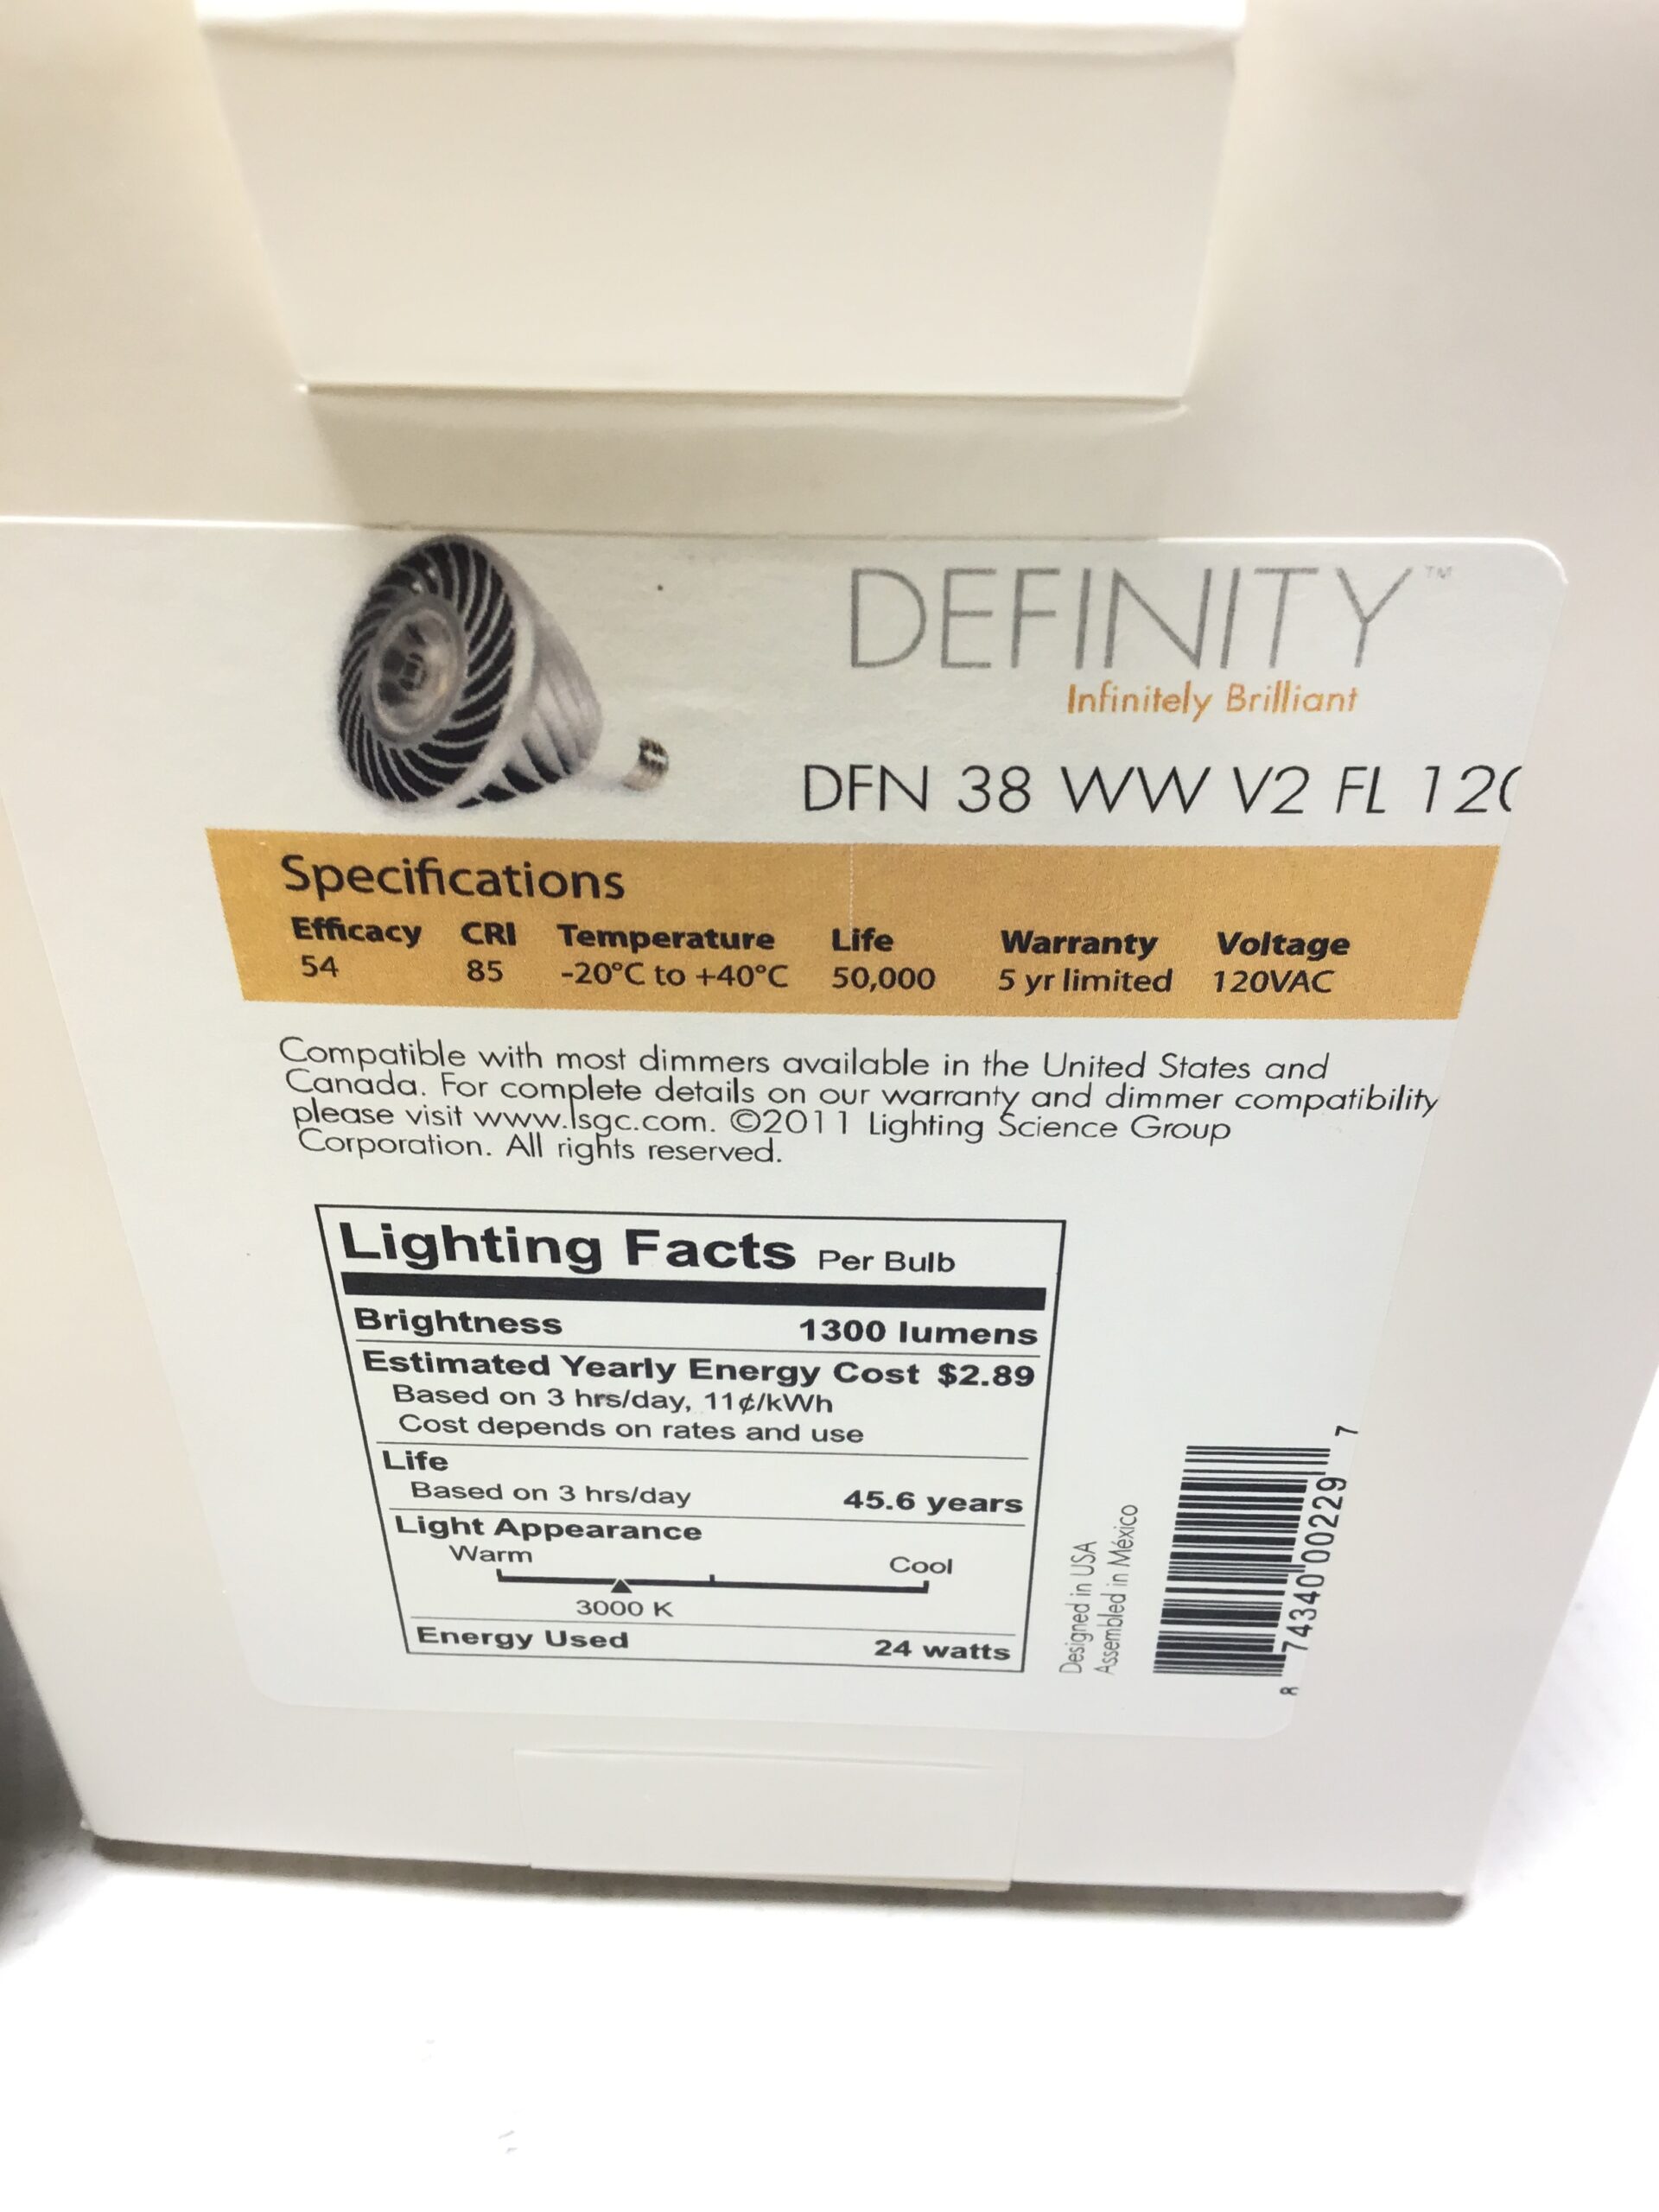 DEFINITY™
Infinitely Brilliant
DFN 38 WW V2 FL 120
Specifications
Efficacy CRI Temperature Life Warranty Voltage
54 85 -20°C to +40°C 50,000 5 yr limited 120VAC
Compatible with most dimmers available in the United States and
Canada. For complete details on our warranty and dimmer compatibility
please visit www.lsgc.com. ©2011 Lighting Science Group
Corporation. All rights reserved.
Lighting Facts Per Bulb
Brightness 1300 lumens
Estimated Yearly Energy Cost $2.89
Based on 3 hrs/day, 11¢/kWh
Cost depends on rates and use
Life
Based on 3 hrs/day 45.6 years
Light Appearance
Warm Cool
3000 K
Energy Used 24 watts
Designed in USA
Assembled in México
8 74340 00229 7